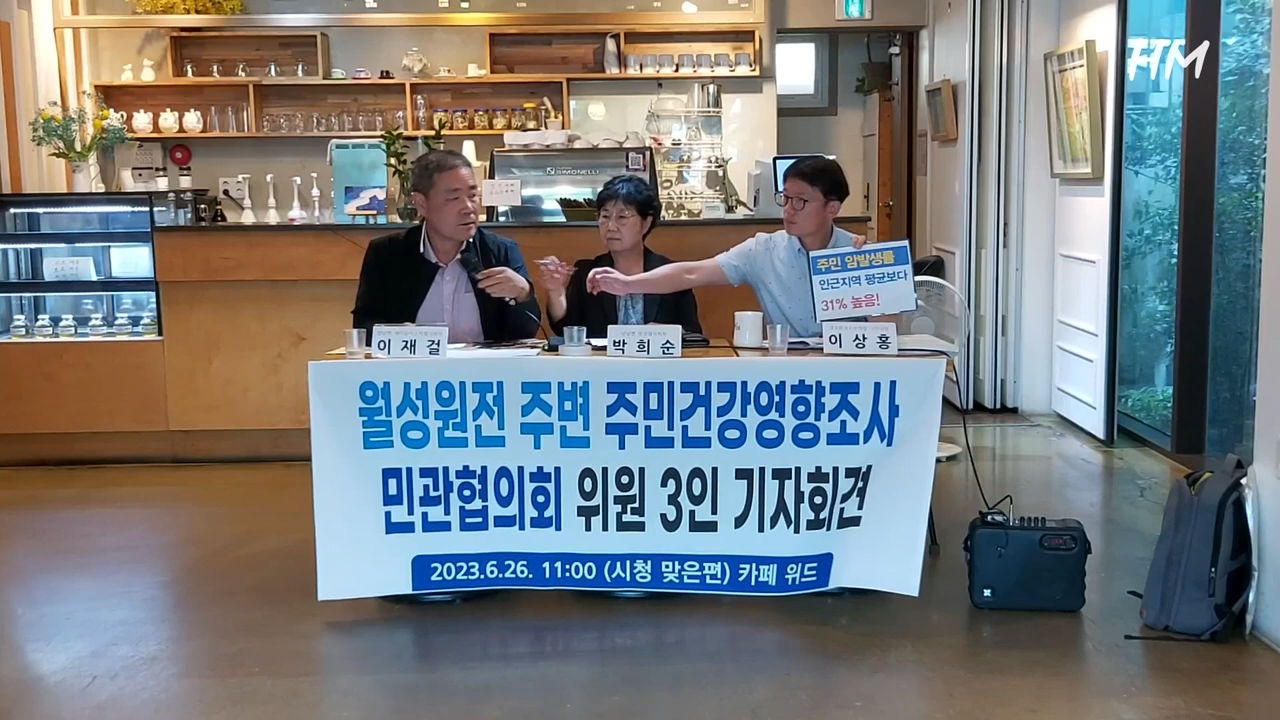 HM
SIMONELLI
주민 암발생률
인근지역 평균보다
31% 높음!
이재걸
박희순
이상홍
월성원전 주변 주민건강영향조사
민관협의회 위원 3인 기자회견
2023.6.26. 11:00 (시청 맞은편) 카페 위드